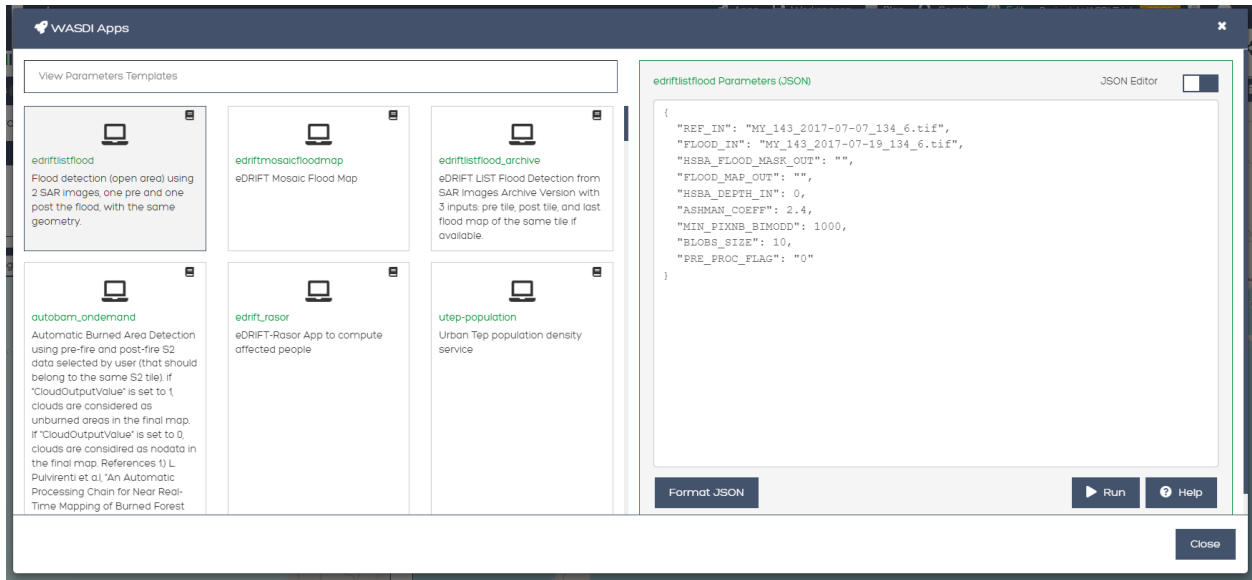 WASDI Apps
View Parameters Templates
edriftlistflood
Flood detection (open area) using
2 SAR images, one pre and one
post the flood, with the same
geometry.
edriftmosaicfloodmap
eDRIFT Mosaic Flood Map
edriftlistflood_archive
eDRIFT LIST Flood Detection from
SAR Images Archive Version with
3 inputs: pre tile, post tile, and last
flood map of the same tile if
available.
autobam_ondemand
Automatic Burned Area Detection
using pre-fire and post-fire S2
data selected by user (that should
belong to the same S2 tile). if
"CloudOutputValue" is set to 1,
clouds are considered as
unburned areas in the final map.
If "CloudOutputValue" is set to 0,
clouds are considired as nodata in
the final map. References 1) L.
Pulvirenti et a.l, "An Automatic
Processing Chain for Near Real-
Time Mapping of Burned Forest
edrift_rasor
eDRIFT-Rasor App to compute
affected people
utep-population
Urban Tep population density
service
edriftlistflood Parameters (JSON)
JSON Editor
{
"REF_IN": "MY_143_2017-07-07_134_6.tif",
"FLOOD_IN": "MY_143_2017-07-19_134_6.tif",
"HSBA_FLOOD_MASK_OUT": "",
"FLOOD_MAP_OUT": "",
"HSBA_DEPTH_IN": 0,
"ASHMAN_COEFF": 2.4,
"MIN_PIXNB_BIMODD": 1000,
"BLOBS_SIZE": 10,
"PRE_PROC_FLAG": "0"
}
Format JSON
Run
Help
Close